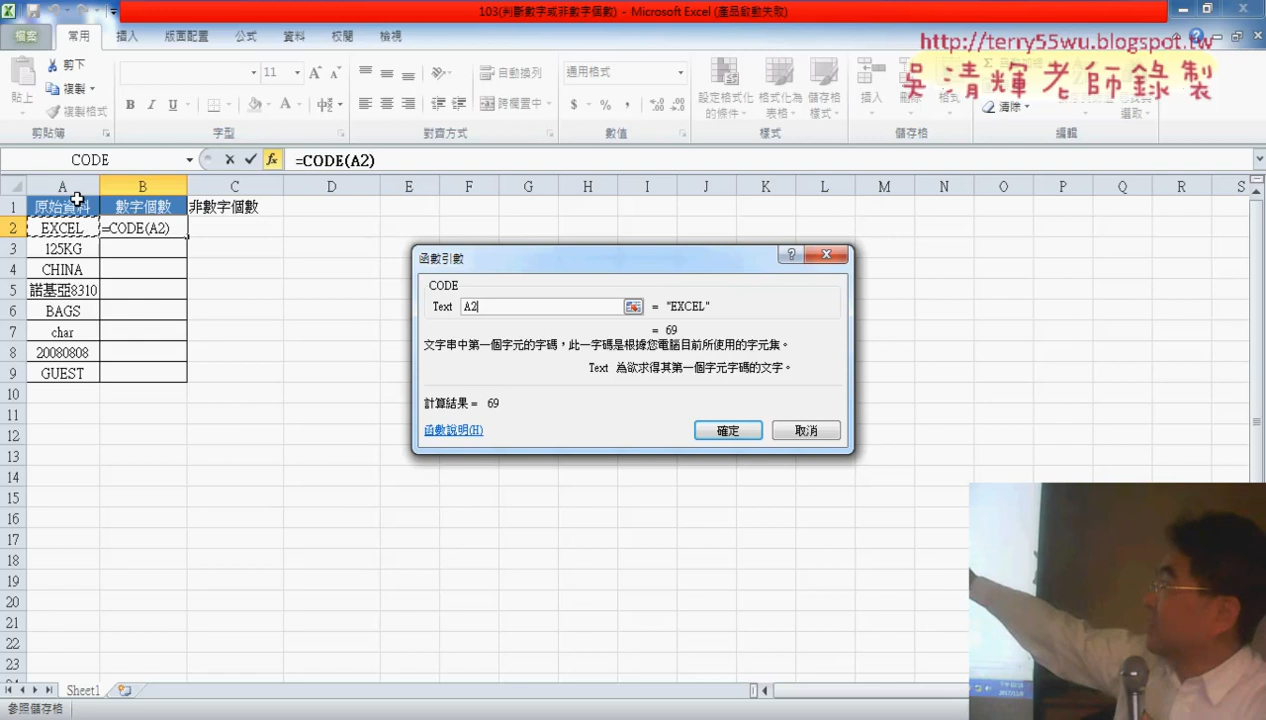 103(判斷數字或非數字個數) - Microsoft Excel (產品啟動失敗)
檔案 常用 插入 版面配置 公式 資料 校閱 檢視
http://terry55wu.blogspot.tw
吳清輝老師錄製
貼上 剪下 複製 複製格式
11 A A 自動換列 通用格式
B I U A 跨欄置中 $ % ,
設定格式化的條件 格式化為表格 儲存格樣式 插入 刪除 格式 清除
剪貼簿 字型 對齊方式 數值 樣式 儲存格 編輯
CODE fx =CODE(A2)
A B C D E F G H I J K L M N O P Q R S
1 原始資料 數字個數 非數字個數
2 EXCEL =CODE(A2)
3 125KG
4 CHINA
5 諾基亞8310
6 BAGS
7 char
8 20080808
9 GUEST
10
11
12
13
14
15
16
17
18
19
20
21
22
23
函數引數
CODE
Text A2 = "EXCEL"
= 69
文字串中第一個字元的字碼，此一字碼是根據您電腦目前所使用的字元集。
Text 為欲求得其第一個字元字碼的文字。
計算結果 = 69
函數說明(H) 確定 取消
Sheet1
參照儲存格